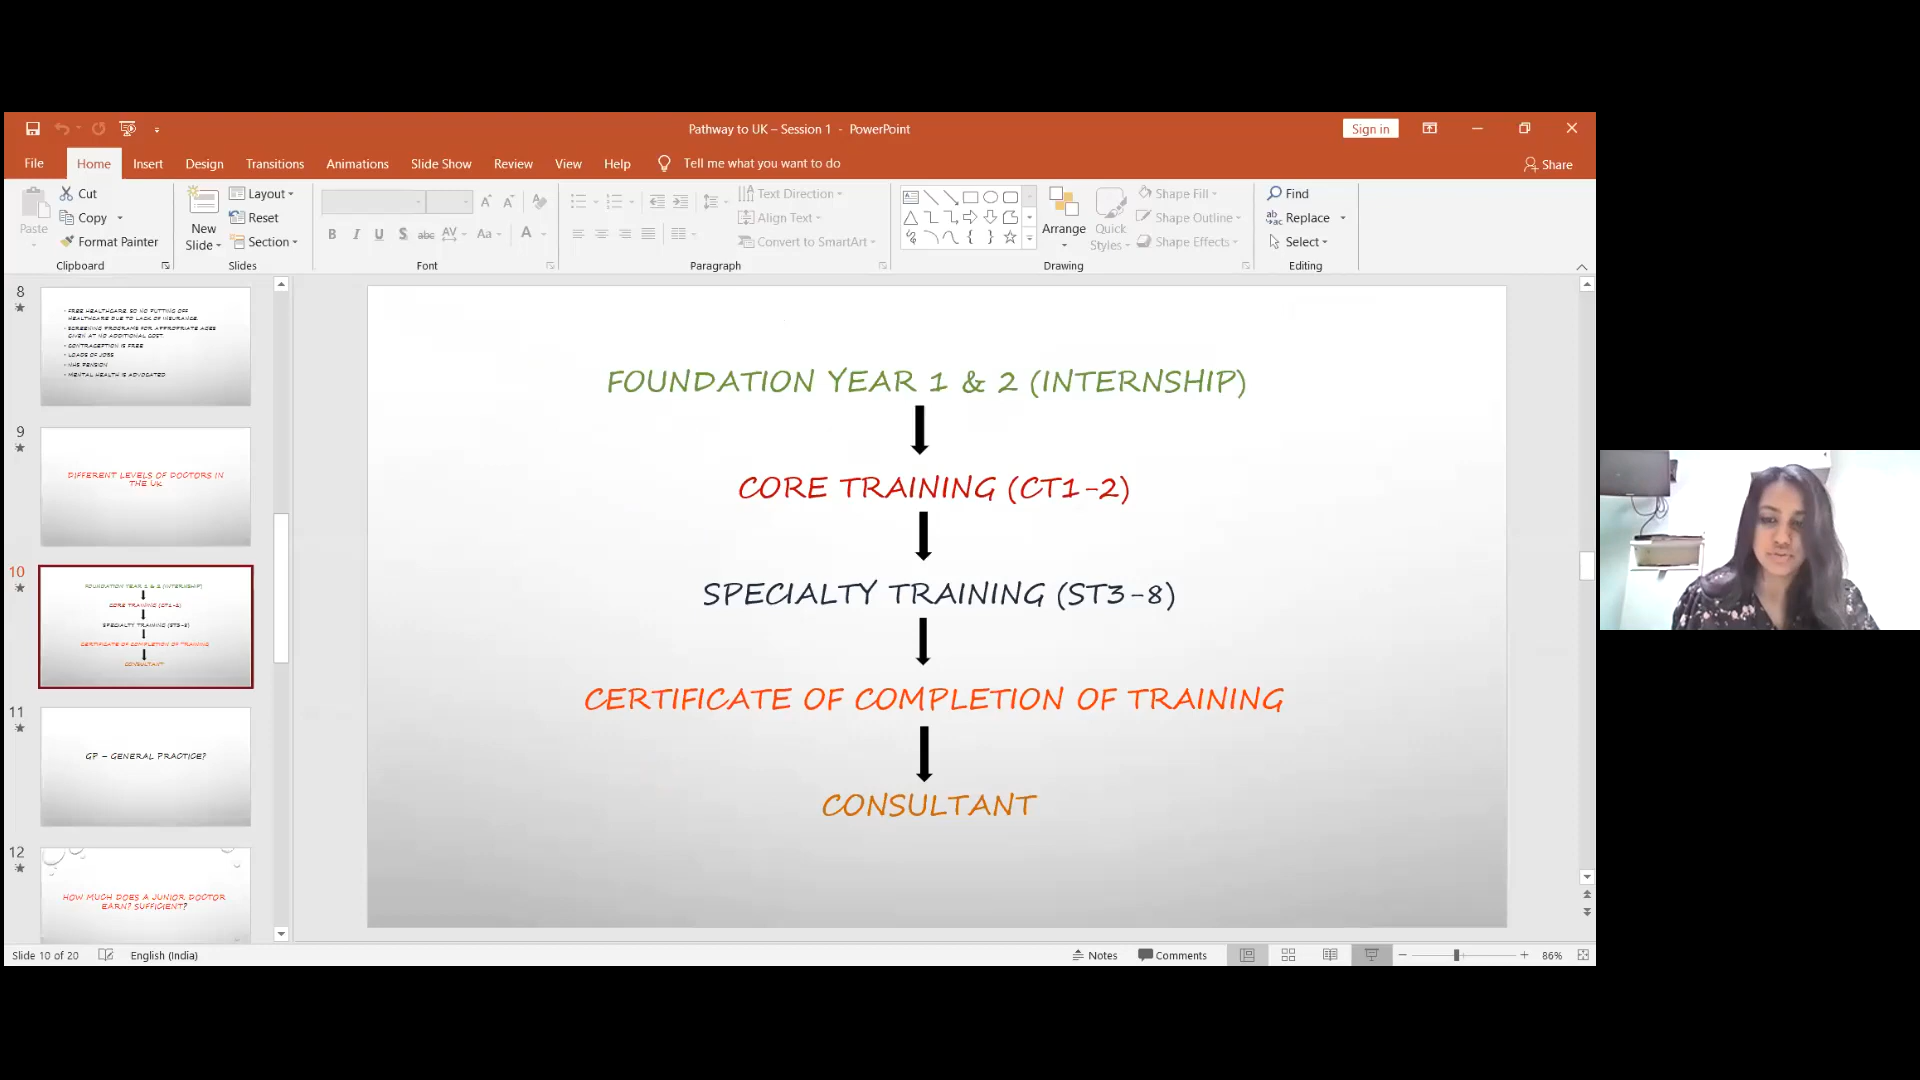 Pathway to UK – Session 1 - PowerPoint
Sign in
File Home Insert Design Transitions Animations Slide Show Review View Help Tell me what you want to do
Share
Paste
Cut
Copy
Format Painter
Clipboard
New Slide
Layout
Reset
Section
Slides
B I U S abc AV Aa A
Font
Text Direction
Align Text
Convert to SmartArt
Paragraph
Arrange
Quick Styles
Shape Fill
Shape Outline
Shape Effects
Drawing
Find
Replace
Select
Editing
8
FREE HEALTHCARE, SO NO PUTTING OFF
HEALTHCARE DUE TO LACK OF INSURANCE.
SCREENING PROGRAMS FOR APPROPRIATE AGES
GIVEN AT NO ADDITIONAL COST.
CONTRACEPTION IS FREE
LOADS OF JOBS
NHS PENSION
MENTAL HEALTH IS ADVOCATED
9
DIFFERENT LEVELS OF DOCTORS IN
THE UK
10
FOUNDATION YEAR 1 & 2 (INTERNSHIP)
CORE TRAINING (CT1-2)
SPECIALTY TRAINING (ST3-8)
CERTIFICATE OF COMPLETION OF TRAINING
CONSULTANT
11
GP – GENERAL PRACTICE?
12
HOW MUCH DOES A JUNIOR DOCTOR
EARN? SUFFICIENT?
FOUNDATION YEAR 1 & 2 (INTERNSHIP)
CORE TRAINING (CT1-2)
SPECIALTY TRAINING (ST3-8)
CERTIFICATE OF COMPLETION OF TRAINING
CONSULTANT
Slide 10 of 20 English (India)
Notes Comments 86%